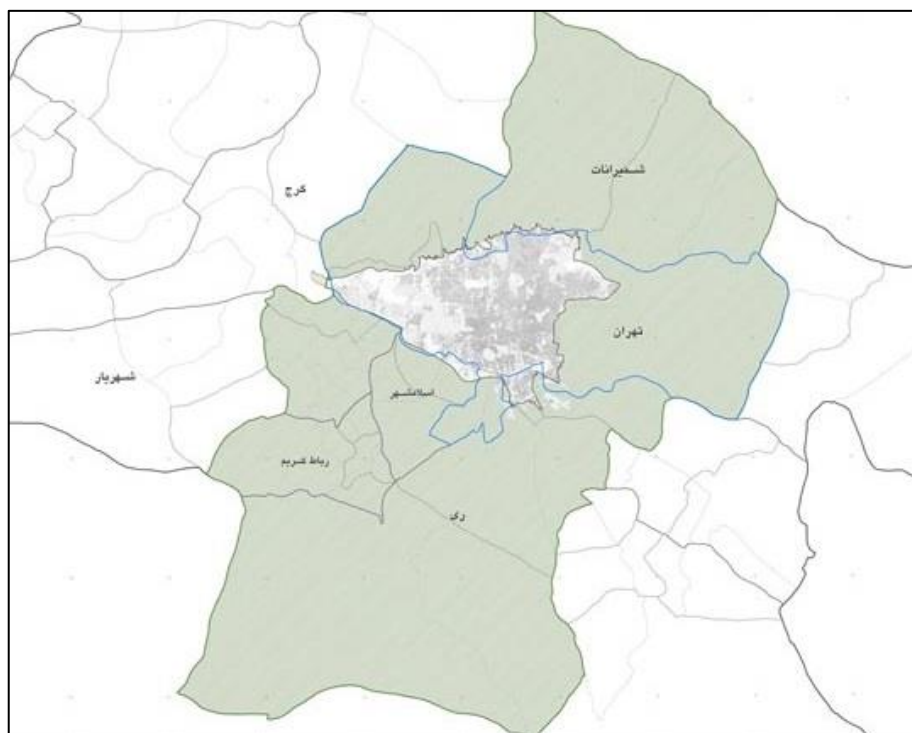 شمیرانات
کرج
تهران
شهریار
اسلامشهر
رباط کریم
ری